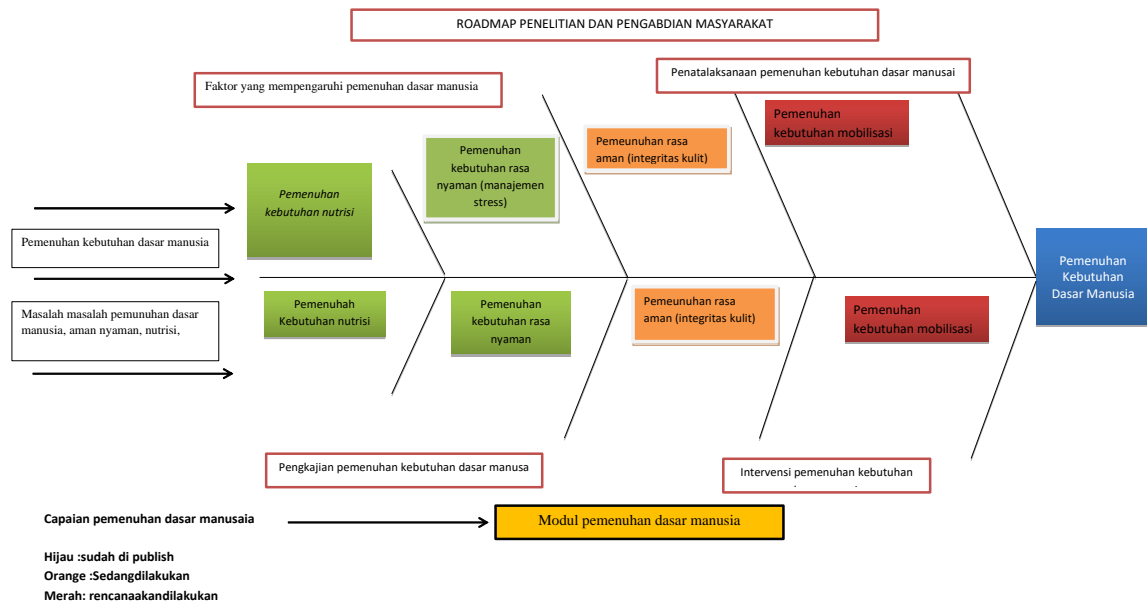 ROADMAP PENELITIAN DAN PENGABDIAN MASYARAKAT
Faktor yang mempengaruhi pemenuhan dasar manusia
Penatalaksanaan pemenuhan kebutuhan dasar manusai
Pemenuhan
kebutuhan nutrisi
Pemenuhan
kebutuhan rasa
nyaman (manajemen
stress)
Pemeunuhan rasa
aman (integritas kulit)
Pemenuhan
kebutuhan mobilisasi
Pemenuhan kebutuhan dasar manusia
Masalah masalah pemunuhan dasar
manusia, aman nyaman, nutrisi,
Pemenuhah
Kebutuhan nutrisi
Pemenuhan
kebutuhan rasa
nyaman
Pemeunuhan rasa
aman (integritas kulit)
Pemenuhan
kebutuhan mobilisasi
Pemenuhan
Kebutuhan
Dasar Manusia
Pengkajian pemenuhan kebutuhan dasar manusa
Intervensi pemenuhan kebutuhan
Capaian pemenuhan dasar manusaia
Modul pemenuhan dasar manusia
Hijau :sudah di publish
Orange :Sedangdilakukan
Merah: rencanaakandilakukan